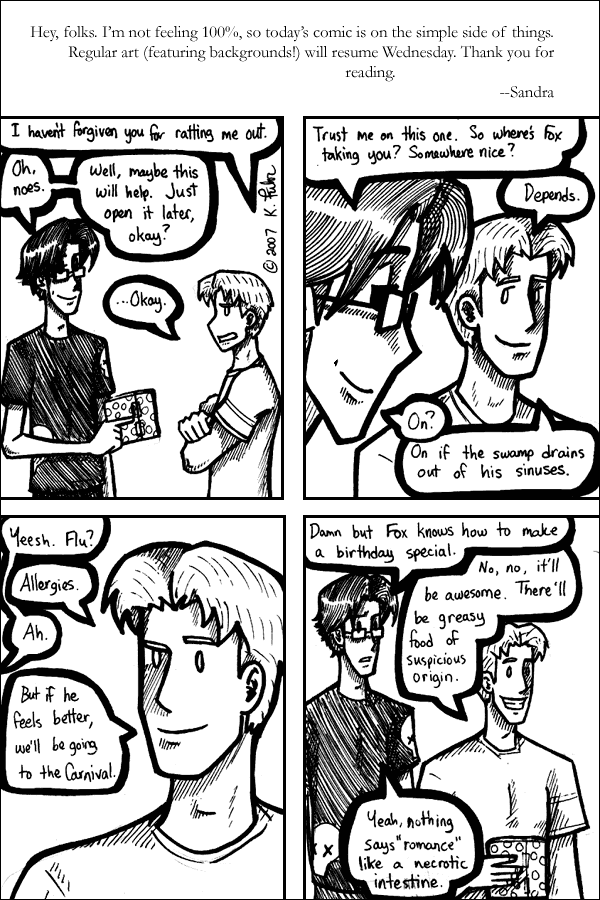 Hey, folks. I'm not feeling 100%, so today's comic is on the simple side of things.
Regular art (featuring backgrounds!) will resume Wednesday. Thank you for
reading.
--Sandra
I haven't forgiven you for ratting me out.
Oh,
noes.
Well, maybe this
will help. Just
open it later,
okay?
...Okay.
© 2007 K. Fuhr
Trust me on this one. So where's Fox
taking you? Somewhere nice?
Depends.
On?
On if the swamp drains
out of his sinuses.
Yeesh. Flu?
Allergies.
Ah.
But if he
feels better,
we'll be going
to the Carnival.
Damn but Fox knows how to make
a birthday special.
No, no, it'll
be awesome. There'll
be greasy
food of
suspicious
origin.
Yeah, nothing
says "romance"
like a necrotic
intestine.